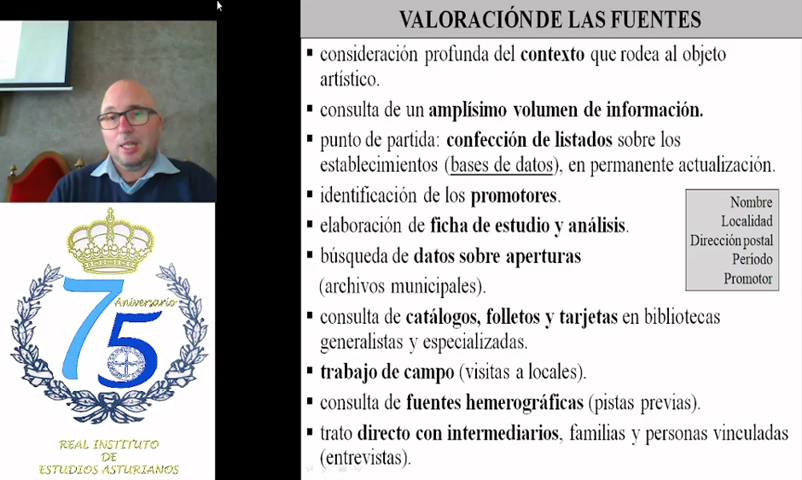 VALORACIÓN DE LAS FUENTES
▪ consideración profunda del contexto que rodea al objeto
artístico.
▪ consulta de un amplísimo volumen de información.
▪ punto de partida: confección de listados sobre los
establecimientos (bases de datos), en permanente actualización.
▪ identificación de los promotores.
▪ elaboración de ficha de estudio y análisis.
▪ búsqueda de datos sobre aperturas
(archivos municipales).
▪ consulta de catálogos, folletos y tarjetas en bibliotecas
generalistas y especializadas.
▪ trabajo de campo (visitas a locales).
▪ consulta de fuentes hemerográficas (pistas previas).
▪ trato directo con intermediarios, familias y personas vinculadas
(entrevistas).
Nombre
Localidad
Dirección postal
Período
Promotor
75
Aniversario
REAL INSTITUTO
DE
ESTUDIOS ASTURIANOS